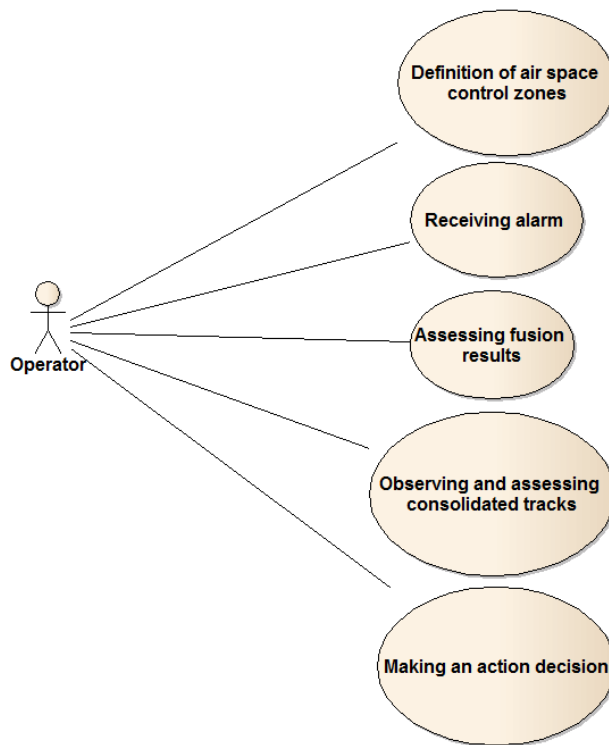 Definition of air space
control zones
Receiving alarm
Assessing fusion
results
Operator
Observing and assessing
consolidated tracks
Making an action decision